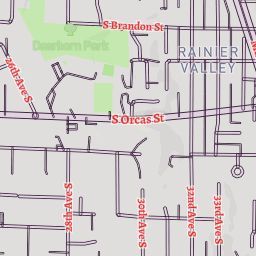 S Brandon St
Dearborn Park
RAINIER
VALLEY
26th Ave S
S Orcas St
28th Ave S
30th Ave S
32nd Ave S
33rd Ave S